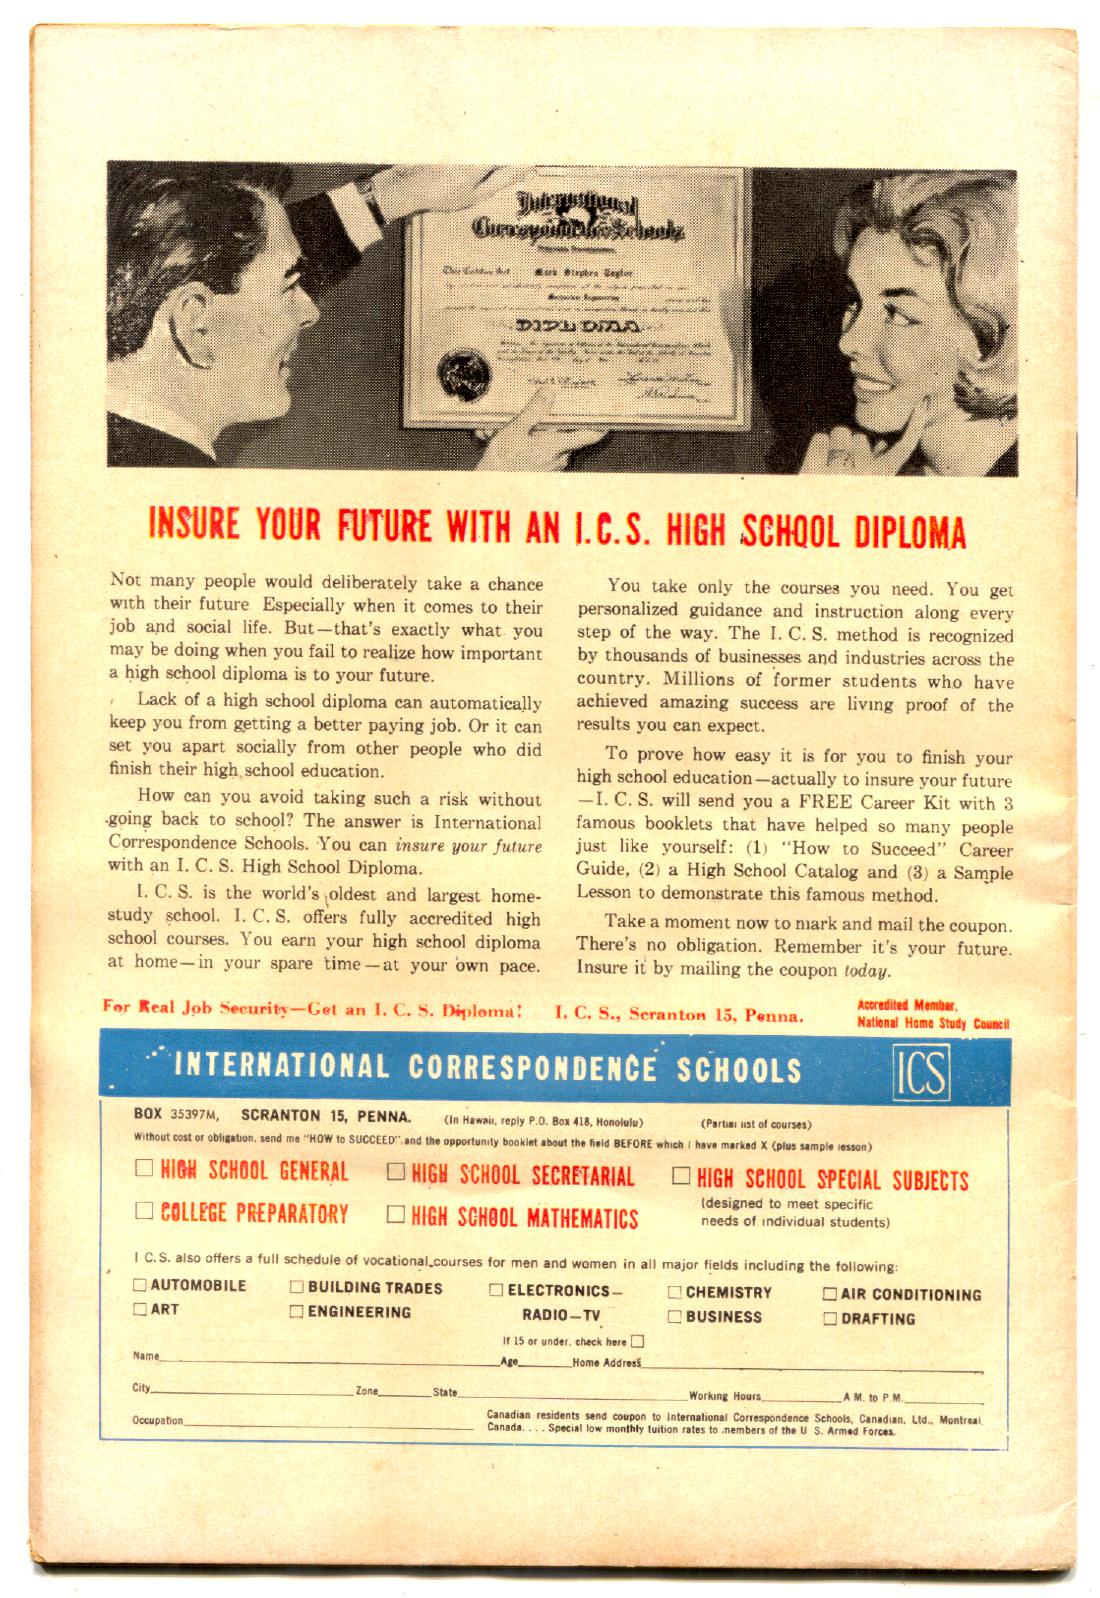 International
Correspondence Schools
This Certifies that Mark Stephen Taylor
Mechanical Engineering
DIPLOMA
INSURE YOUR FUTURE WITH AN I.C.S. HIGH SCHOOL DIPLOMA
Not many people would deliberately take a chance
with their future Especially when it comes to their
job and social life. But—that's exactly what you
may be doing when you fail to realize how important
a high school diploma is to your future.
Lack of a high school diploma can automatically
keep you from getting a better paying job. Or it can
set you apart socially from other people who did
finish their high school education.
How can you avoid taking such a risk without
going back to school? The answer is International
Correspondence Schools. You can insure your future
with an I. C. S. High School Diploma.
I. C. S. is the world's oldest and largest home-
study school. I. C. S. offers fully accredited high
school courses. You earn your high school diploma
at home—in your spare time—at your own pace.
You take only the courses you need. You get
personalized guidance and instruction along every
step of the way. The I. C. S. method is recognized
by thousands of businesses and industries across the
country. Millions of former students who have
achieved amazing success are living proof of the
results you can expect.
To prove how easy it is for you to finish your
high school education—actually to insure your future
—I. C. S. will send you a FREE Career Kit with 3
famous booklets that have helped so many people
just like yourself: (1) "How to Succeed" Career
Guide, (2) a High School Catalog and (3) a Sample
Lesson to demonstrate this famous method.
Take a moment now to mark and mail the coupon.
There's no obligation. Remember it's your future.
Insure it by mailing the coupon today.
For Real Job Security—Get an I. C. S. Diploma! I. C. S., Scranton 15, Penna.
Accredited Member,
National Home Study Council
INTERNATIONAL CORRESPONDENCE SCHOOLS ICS
BOX 35397M, SCRANTON 15, PENNA. (In Hawaii, reply P.O. Box 418, Honolulu) (Partial list of courses)
Without cost or obligation, send me "HOW to SUCCEED" and the opportunity booklet about the field BEFORE which I have marked X (plus sample lesson)
HIGH SCHOOL GENERAL HIGH SCHOOL SECRETARIAL HIGH SCHOOL SPECIAL SUBJECTS
(designed to meet specific
COLLEGE PREPARATORY HIGH SCHOOL MATHEMATICS needs of individual students)
I C.S. also offers a full schedule of vocational courses for men and women in all major fields including the following:
AUTOMOBILE BUILDING TRADES ELECTRONICS— CHEMISTRY AIR CONDITIONING
ART ENGINEERING RADIO—TV BUSINESS DRAFTING
If 15 or under, check here
Name Age Home Address
City Zone State Working Hours A M. to P.M.
Occupation
Canadian residents send coupon to International Correspondence Schools, Canadian, Ltd., Montreal,
Canada. . . . Special low monthly tuition rates to members of the U S. Armed Forces.